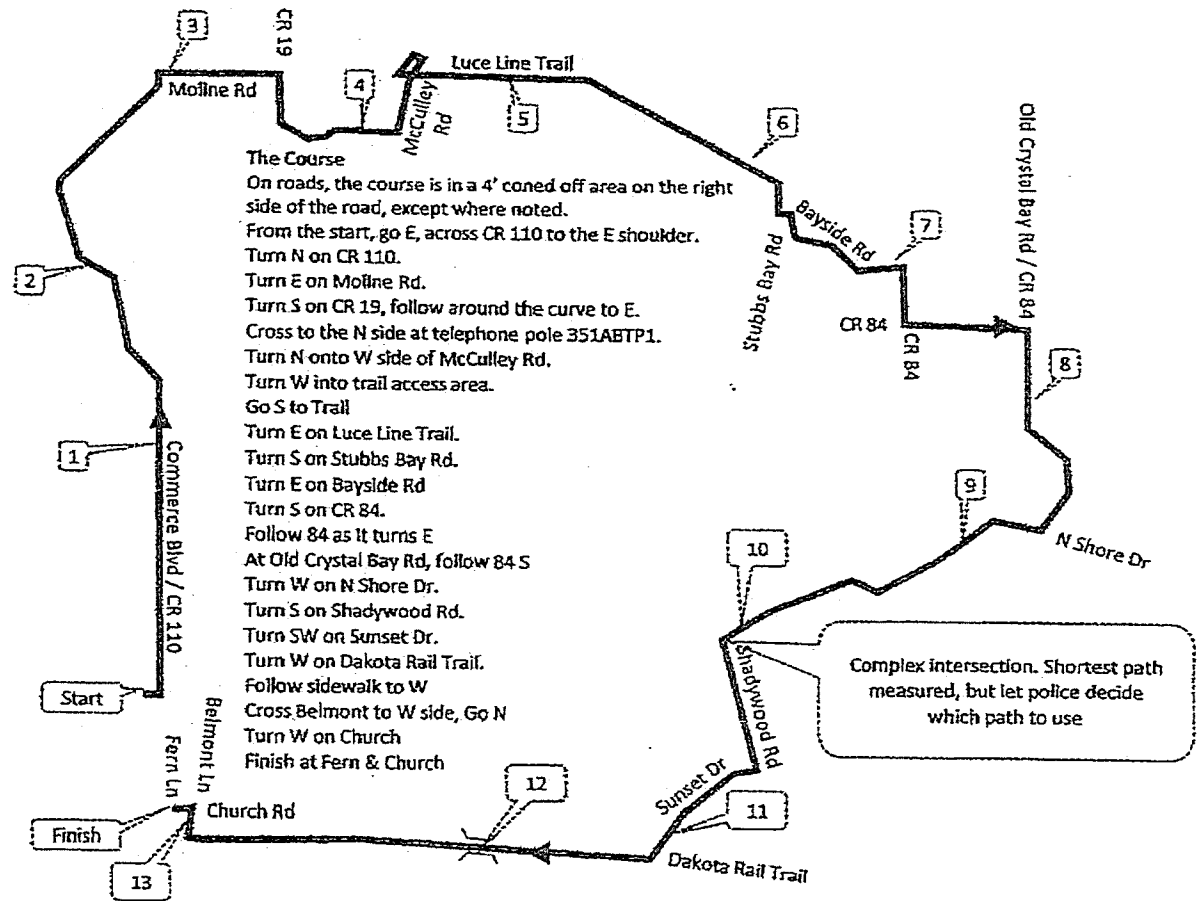 3
CR 19
Moline Rd
4
McCulley
Rd
Luce Line Trail
5
6
Bayside Rd
7
Stubbs Bay Rd
CR 84
CR 84
Old Crystal Bay Rd / CR 84
8
The Course
On roads, the course is in a 4' coned off area on the right
side of the road, except where noted.
From the start, go E, across CR 110 to the E shoulder.
Turn N on CR 110.
Turn E on Moline Rd.
Turn S on CR 19, follow around the curve to E.
Cross to the N side at telephone pole 351ABTP1.
Turn N onto W side of McCulley Rd.
Turn W into trail access area.
Go S to Trail
Turn E on Luce Line Trail.
Turn S on Stubbs Bay Rd.
Turn E on Bayside Rd
Turn S on CR 84.
Follow 84 as it turns E
At Old Crystal Bay Rd, follow 84 S
Turn W on N Shore Dr.
Turn S on Shadywood Rd.
Turn SW on Sunset Dr.
Turn W on Dakota Rail Trail.
Follow sidewalk to W
Cross Belmont to W side, Go N
Turn W on Church
Finish at Fern & Church
2
1
Commerce Blvd / CR 110
Start
9
N Shore Dr
10
Complex intersection. Shortest path
measured, but let police decide
which path to use
Shadywood Rd
Sunset Dr
11
Dakota Rail Trail
12
Belmont Ln
Fern Ln
Church Rd
Finish
13